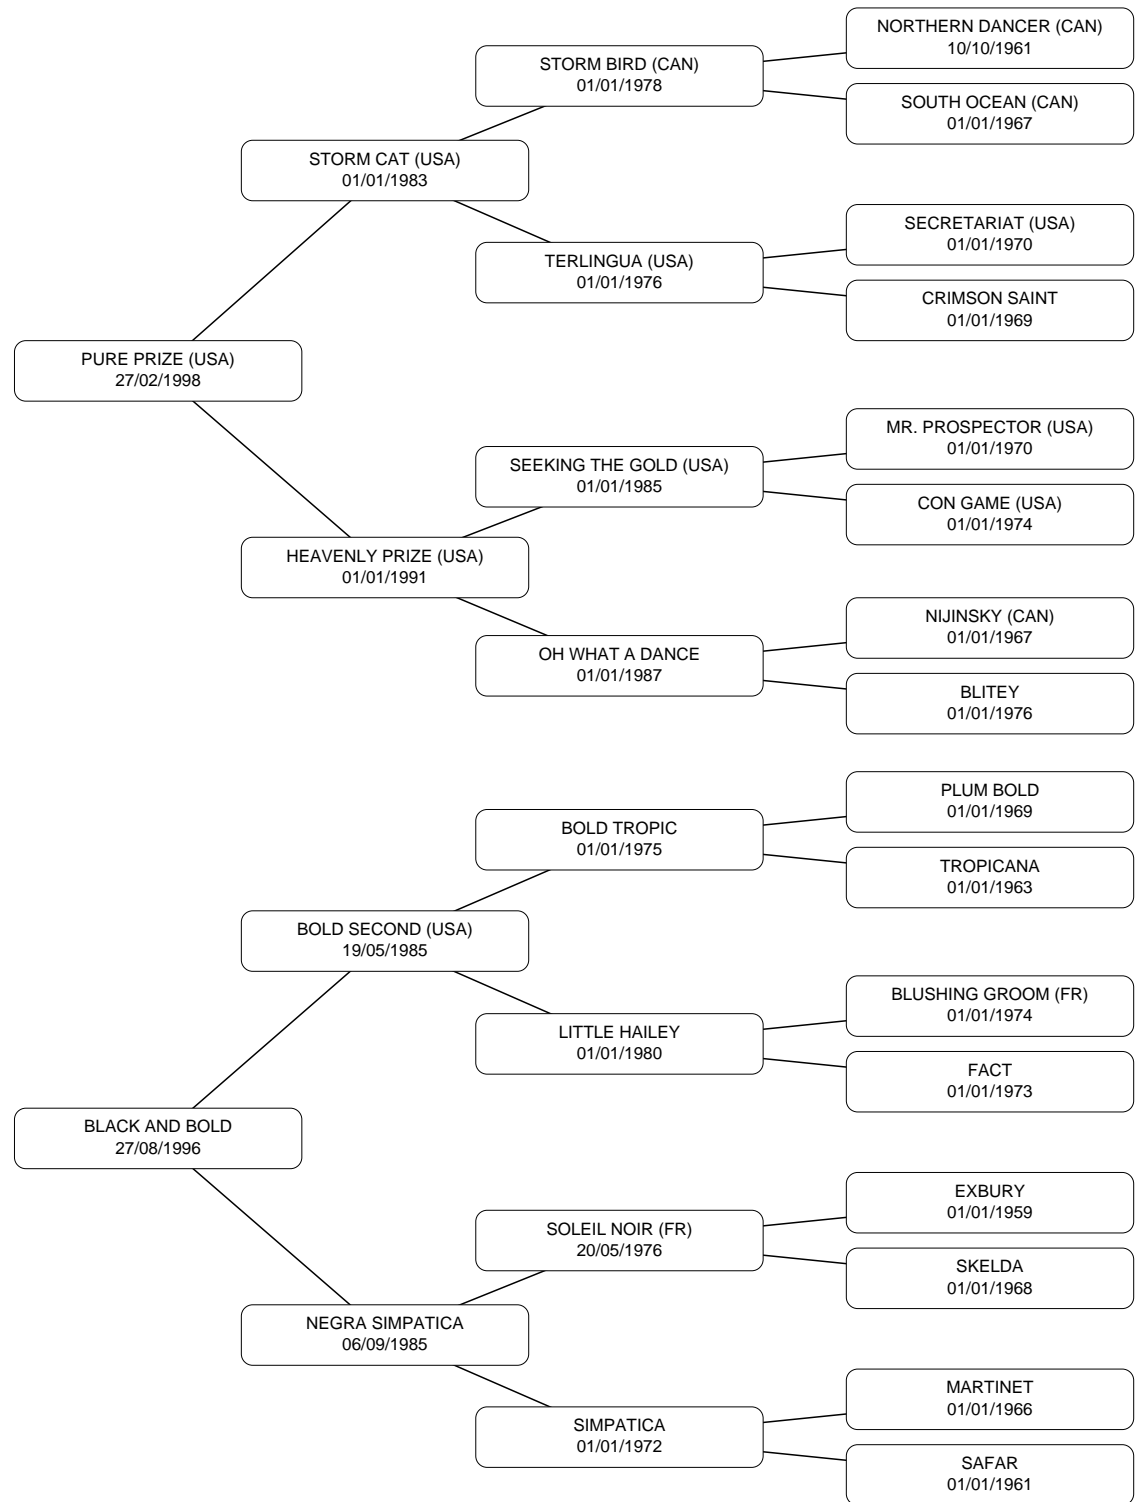 NORTHERN DANCER (CAN)
10/10/1961
STORM BIRD (CAN)
01/01/1978
SOUTH OCEAN (CAN)
01/01/1967
STORM CAT (USA)
01/01/1983
SECRETARIAT (USA)
01/01/1970
TERLINGUA (USA)
01/01/1976
CRIMSON SAINT
01/01/1969
PURE PRIZE (USA)
27/02/1998
MR. PROSPECTOR (USA)
01/01/1970
SEEKING THE GOLD (USA)
01/01/1985
CON GAME (USA)
01/01/1974
HEAVENLY PRIZE (USA)
01/01/1991
NIJINSKY (CAN)
01/01/1967
OH WHAT A DANCE
01/01/1987
BLITEY
01/01/1976
PLUM BOLD
01/01/1969
BOLD TROPIC
01/01/1975
TROPICANA
01/01/1963
BOLD SECOND (USA)
19/05/1985
BLUSHING GROOM (FR)
01/01/1974
LITTLE HAILEY
01/01/1980
FACT
01/01/1973
BLACK AND BOLD
27/08/1996
EXBURY
01/01/1959
SOLEIL NOIR (FR)
20/05/1976
SKELDA
01/01/1968
NEGRA SIMPATICA
06/09/1985
MARTINET
01/01/1966
SIMPATICA
01/01/1972
SAFAR
01/01/1961